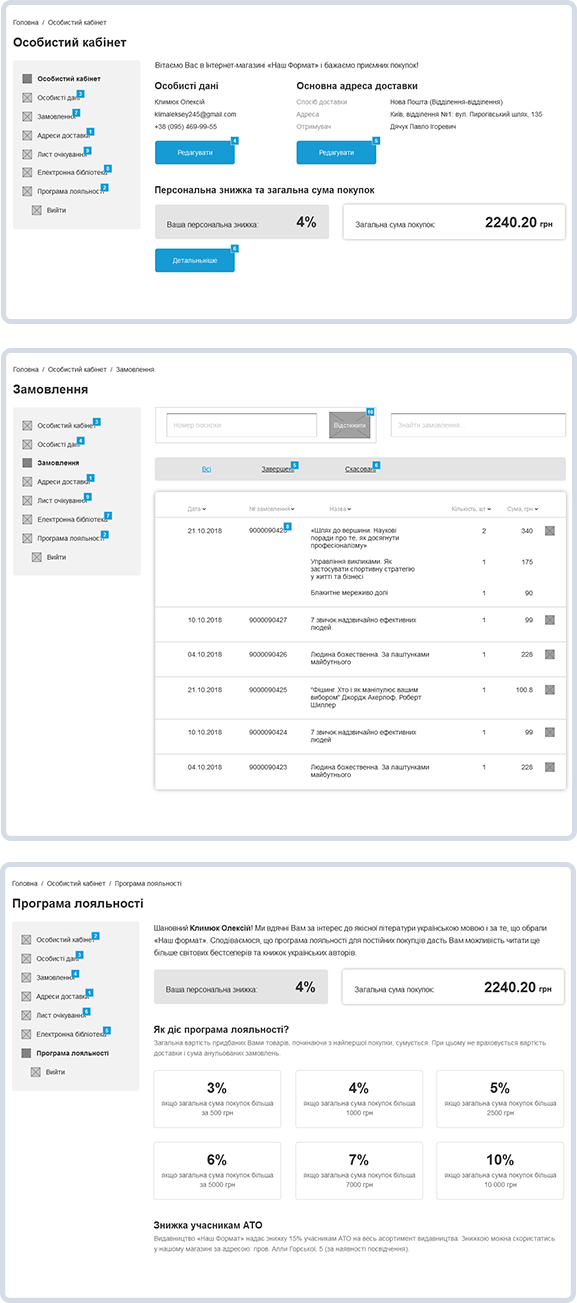 Головна / Особистий кабінет
Особистий кабінет
Особистий кабінет
Особисті дані 3
Замовлення 2
Адреси доставки 1
Лист очікування 9
Електронна бібліотека 8
Програма лояльності 2
Вийти
Вітаємо Вас в Інтернет-магазині «Наш Формат» і бажаємо приємних покупок!
Особисті дані
Климюк Олексій
klimaleksey245@gmail.com
+38 (095) 469-99-55
Редагувати 4
Основна адреса доставки
Спосіб доставки Нова Пошта (Відділення-відділення)
Адреса Київ, відділення №1: вул. Пирогівський шлях, 135
Отримувач Дячук Павло Ігоревич
Редагувати 5
Персональна знижка та загальна сума покупок
Ваша персональна знижка: 4%
Загальна сума покупок: 2240.20 грн
Детальньніше 6
Головна / Особистий кабінет / Замовлення
Замовлення
Особистий кабінет 3
Особисті дані 4
Замовлення
Адреси доставки 1
Лист очікування 9
Електронна бібліотека 7
Програма лояльності 2
Вийти
Номер посилки Відстежити 10 Знайти замовлення...
Всі Завершені 5 Скасовані 6
Дата № замовлення Назва Кількість, шт Сума, грн
21.10.2018 9000090428 8 «Шлях до вершини. Наукові 2 340
поради про те, як досягнути
професіоналізму»
Управління викликами. Як 1 175
застосувати спортивну стратегію
у житті та бізнесі
Блакитне мереживо долі 1 90
10.10.2018 9000090427 7 звичок надзвичайно ефективних 1 99
людей
04.10.2018 9000090426 Людина божественна. За лаштунками 1 228
майбутнього
21.10.2018 9000090425 "Фішинг. Хто і як маніпулює вашим 1 100.8
вибором" Джордж Акерлоф, Роберт
Шиллер
10.10.2018 9000090424 7 звичок надзвичайно ефективних 1 99
людей
04.10.2018 9000090423 Людина божественна. За лаштунками 1 228
майбутнього
Головна / Особистий кабінет / Програма лояльності
Програма лояльності
Особистий кабінет 2
Особисті дані 3
Замовлення 4
Адреси доставки 1
Лист очікування 6
Електронна бібліотека 5
Програма лояльності
Вийти
Шановний Климюк Олексій! Ми вдячні Вам за інтерес до якісної літератури українською мовою і за те, що обрали
«Наш формат». Сподіваємося, що програма лояльності для постійних покупців дасть Вам можливість читати ще
більше світових бестсеперів та книжок українських авторів.
Ваша персональна знижка: 4%
Загальна сума покупок: 2240.20 грн
Як діє програма лояльності?
Загальна вартість придбаних Вами товарів, починаючи з найпершої покупки, сумується. При цьому не враховується вартість
доставки і сума анульованих замовлень.
3%
якщо загальна сума покупок більша
за 500 грн
4%
якщо загальна сума покупок більша
1000 грн
5%
якщо загальна сума покупок більша
2500 грн
6%
якщо загальна сума покупок більша
за 5000 грн
7%
якщо загальна сума покупок більша
7000 грн
10%
якщо загальна сума покупок більша
10 000 грн
Знижка учасникам АТО
Видавництво «Наш Формат» надає знижку 15% учасникам АТО на весь асортимент видавництва. Знижкою можна скористатись
у нашому магазині за адресою: пров. Алли Горської, 5 (за наявності посвідчення).